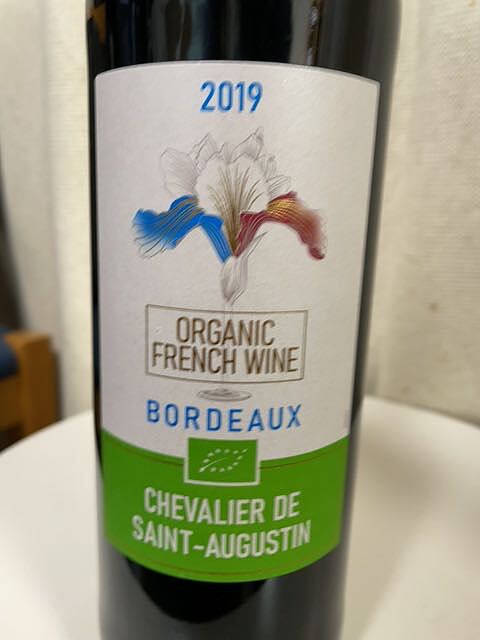 2019
ORGANIC
FRENCH WINE
BORDEAUX
CHEVALIER DE
SAINT-AUGUSTIN